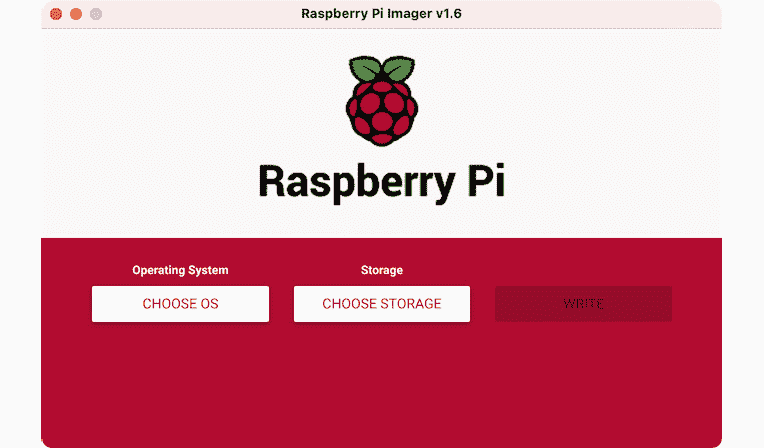 Raspberry Pi Imager v1.6
Raspberry Pi
Operating System
Storage
CHOOSE OS
CHOOSE STORAGE
WRITE